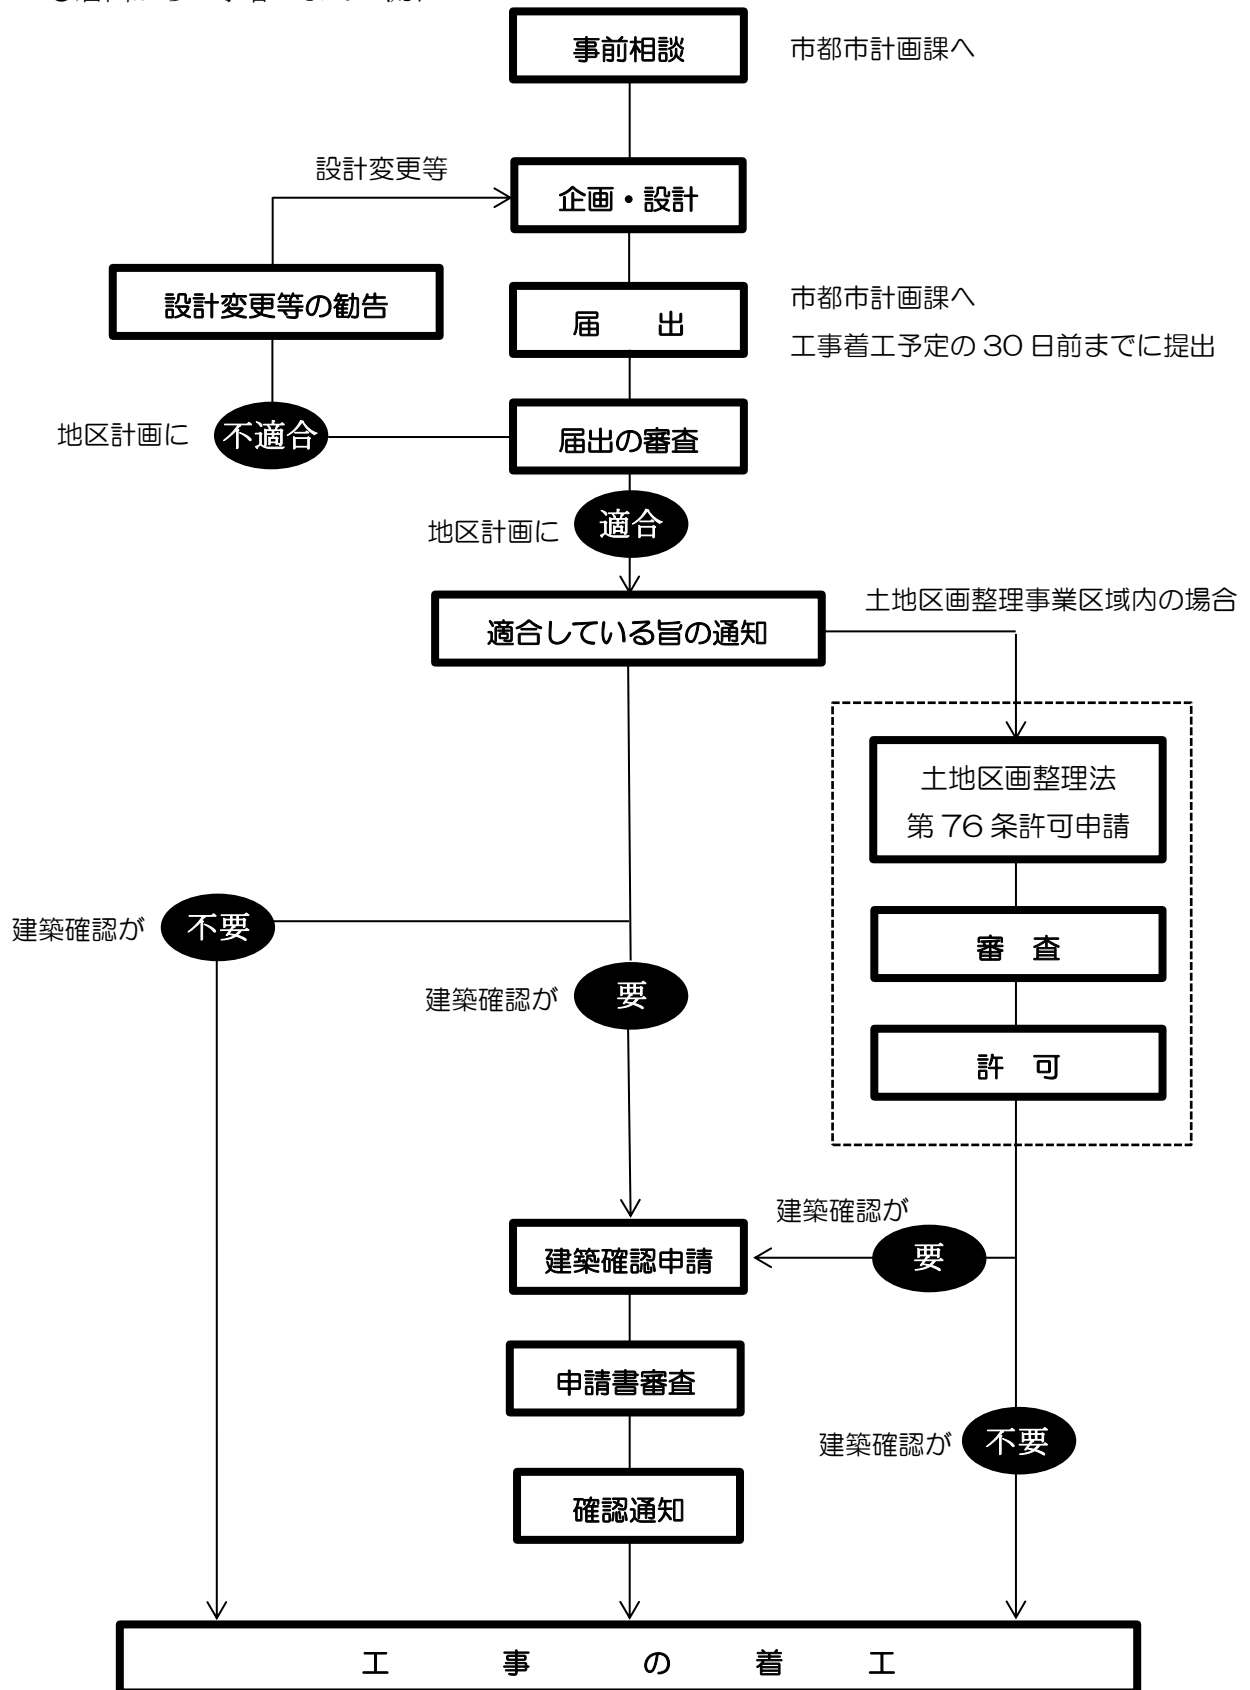 事前相談
市都市計画課へ
設計変更等
企画・設計
設計変更等の勧告
届　出
市都市計画課へ
工事着工予定の 30 日前までに提出
地区計画に
不適合
届出の審査
地区計画に
適合
適合している旨の通知
土地区画整理事業区域内の場合
土地区画整理法
第 76 条許可申請
審　査
許　可
建築確認が
不要
建築確認が
要
建築確認が
要
建築確認申請
申請書審査
建築確認が
不要
確認通知
工　事　の　着　工